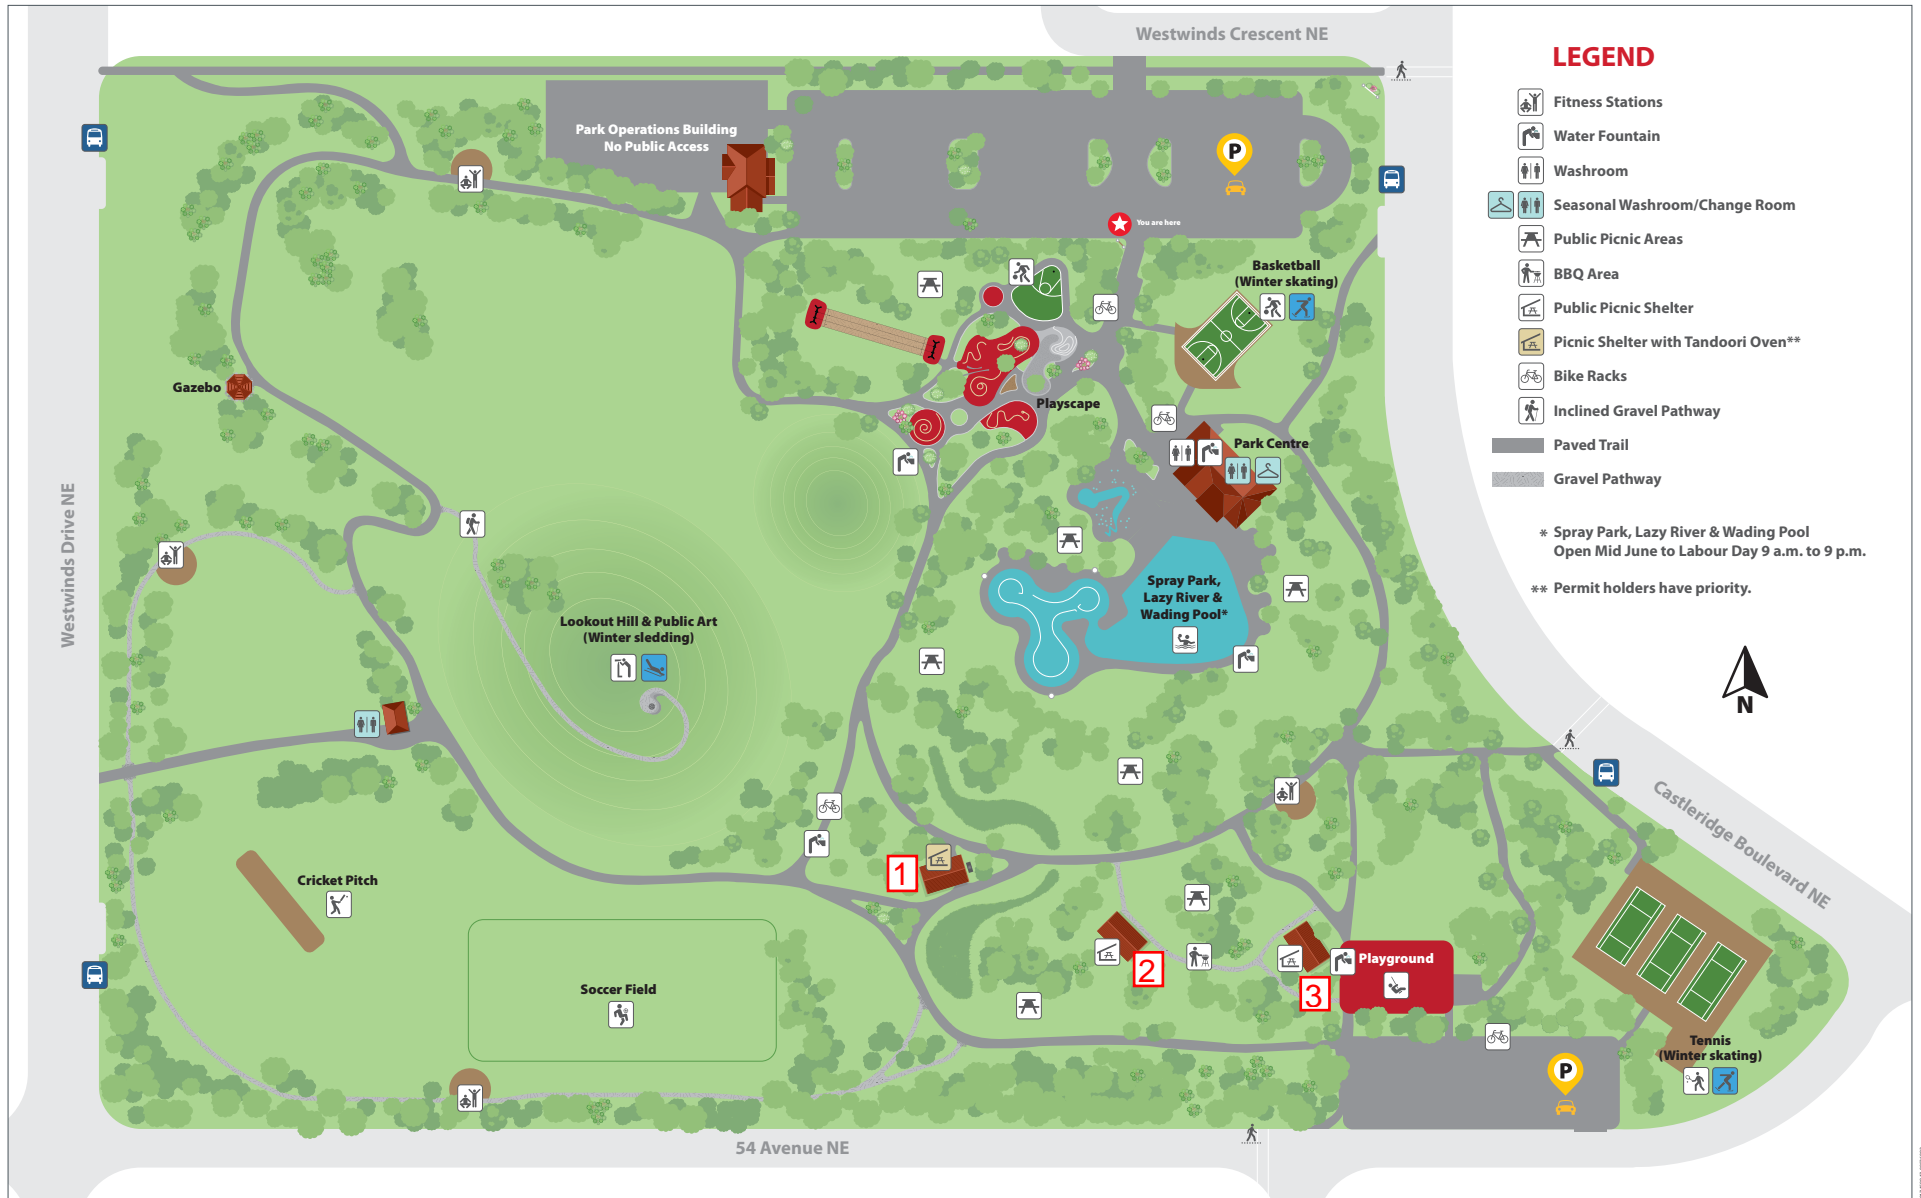 Westwinds Crescent NE
LEGEND
Fitness Stations
Water Fountain
Washroom
Seasonal Washroom/Change Room
Public Picnic Areas
BBQ Area
Public Picnic Shelter
Picnic Shelter with Tandoori Oven**
Bike Racks
Inclined Gravel Pathway
Paved Trail
Gravel Pathway
* Spray Park, Lazy River & Wading Pool
Open Mid June to Labour Day 9 a.m. to 9 p.m.
** Permit holders have priority.
N
Park Operations Building
No Public Access
P
You are here
Basketball
(Winter skating)
Gazebo
Playscape
Park Centre
Westwinds Drive NE
Spray Park,
Lazy River &
Wading Pool*
Lookout Hill & Public Art
(Winter sledding)
Castleridge Boulevard NE
1
2
3
Cricket Pitch
Playground
Soccer Field
Tennis
(Winter skating)
P
54 Avenue NE